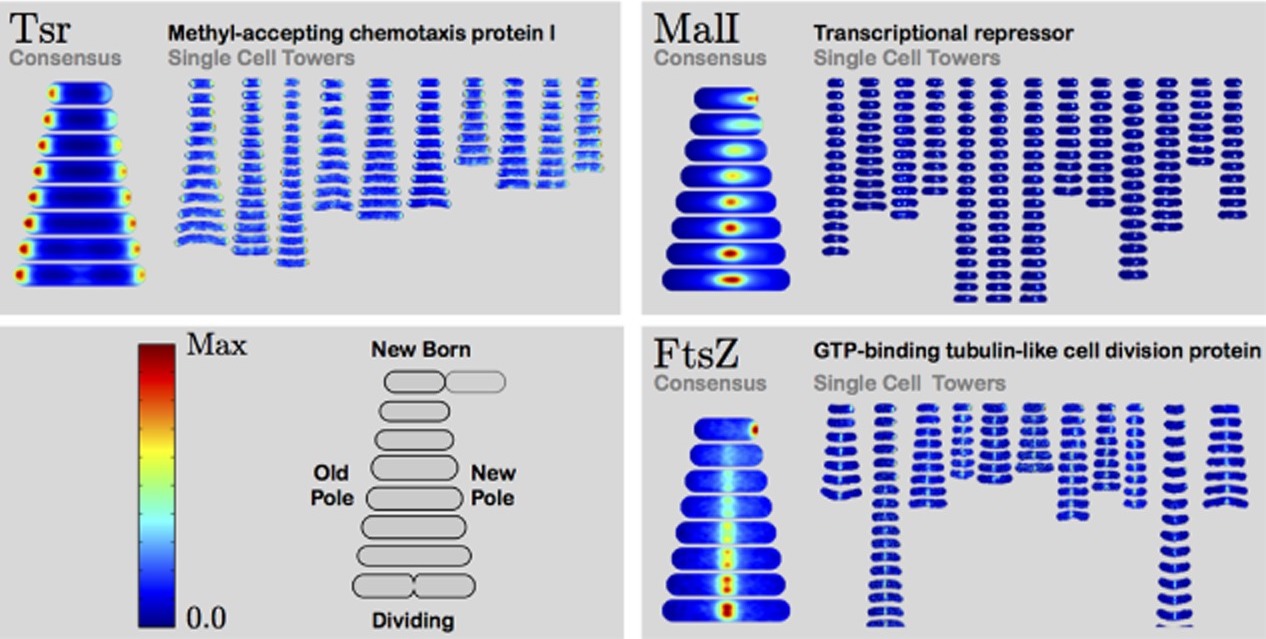 Tsr
Methyl-accepting chemotaxis protein I
Consensus
Single Cell Towers
MalI
Transcriptional repressor
Consensus
Single Cell Towers
Max
0.0
New Born
Old
Pole
New
Pole
Dividing
FtsZ
GTP-binding tubulin-like cell division protein
Consensus
Single Cell Towers